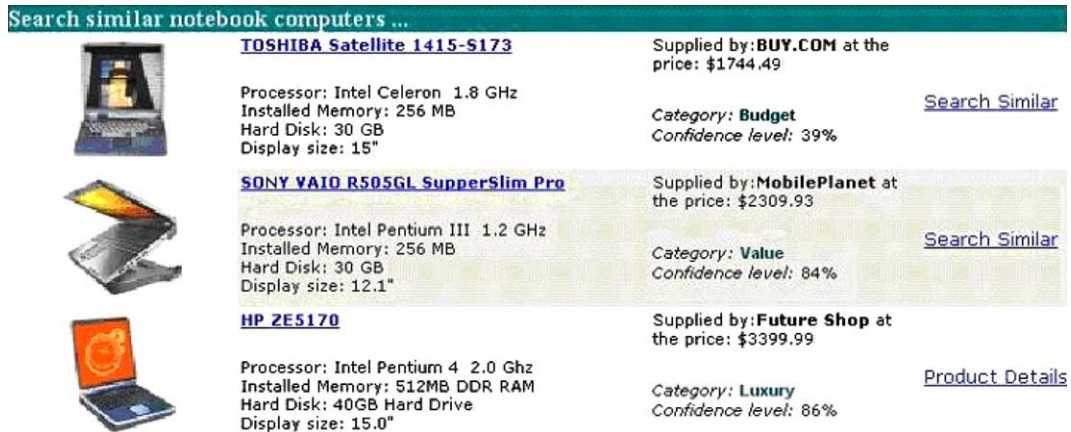 Search similar notebook computers ...
TOSHIBA Satellite 1415-S173
Processor: Intel Celeron 1.8 GHz
Installed Memory: 256 MB
Hard Disk: 30 GB
Display size: 15"
Supplied by:BUY.COM at the
price: $1744.49
Category: Budget
Confidence level: 39%
Search Similar
SONY VAIO R505GL SupperSlim Pro
Processor: Intel Pentium III 1.2 GHz
Installed Memory: 256 MB
Hard Disk: 30 GB
Display size: 12.1"
Supplied by:MobilePlanet at
the price: $2309.93
Category: Value
Confidence level: 84%
Search Similar
HP ZE5170
Processor: Intel Pentium 4 2.0 Ghz
Installed Memory: 512MB DDR RAM
Hard Disk: 40GB Hard Drive
Display size: 15.0"
Supplied by:Future Shop at
the price: $3399.99
Category: Luxury
Confidence level: 86%
Product Details